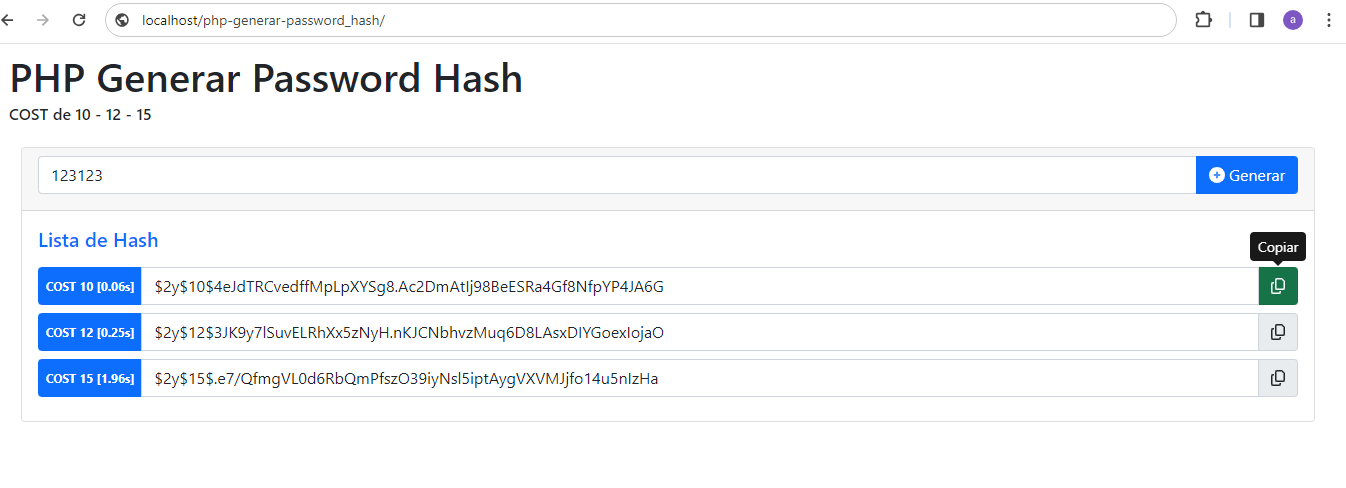 localhost/php-generar-password_hash/
a
PHP Generar Password Hash
COST de 10 - 12 - 15
123123
Generar
Lista de Hash
Copiar
COST 10 [0.06s] $2y$10$4eJdTRCvedffMpLpXYSg8.Ac2DmAtIj98BeESRa4Gf8NfpYP4JA6G
COST 12 [0.25s] $2y$12$3JK9y7lSuvELRhXx5zNyH.nKJCNbhvzMuq6D8LAsxDIYGoexIojaO
COST 15 [1.96s] $2y$15$.e7/QfmgVL0d6RbQmPfszO39iyNsl5iptAygVXVMJjfo14u5nIzHa